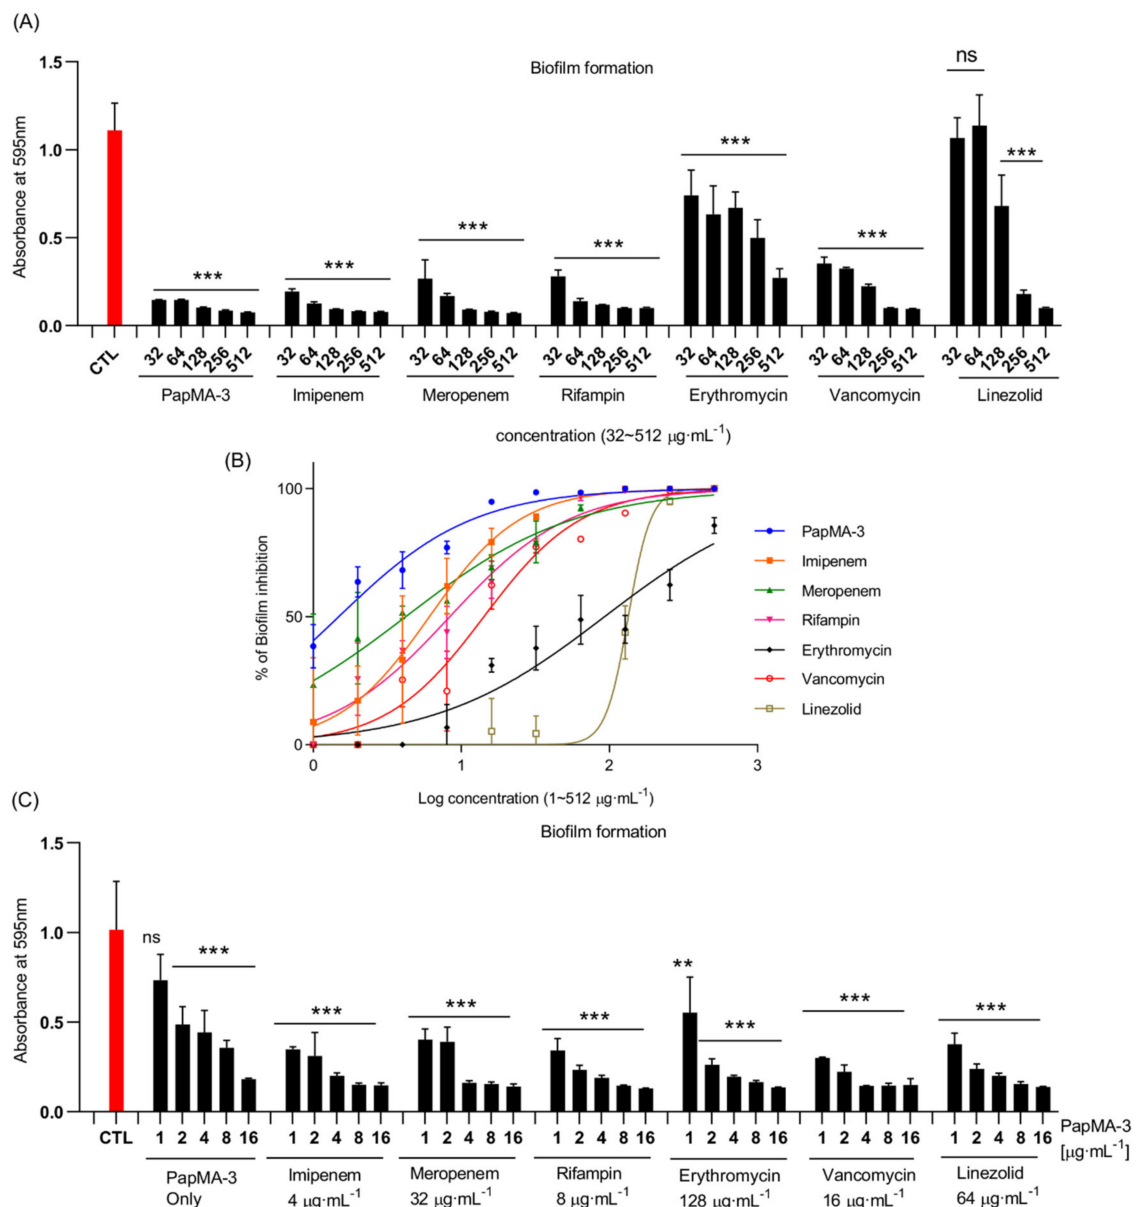 (A)
Biofilm formation
Absorbance at 595nm
1.5
1.0
0.5
0.0
*** *** *** *** *** *** ns ***
CTL 32 64 128 256 512 32 64 128 256 512 32 64 128 256 512 32 64 128 256 512 32 64 128 256 512 32 64 128 256 512 32 64 128 256 512
PapMA-3 Imipenem Meropenem Rifampin Erythromycin Vancomycin Linezolid
concentration (32~512 µg·mL⁻¹)
(B)
% of Biofilm inhibition
100
50
0
0 1 2 3
Log concentration (1~512 µg·mL⁻¹)
PapMA-3
Imipenem
Meropenem
Rifampin
Erythromycin
Vancomycin
Linezolid
(C)
Biofilm formation
Absorbance at 595nm
1.5
1.0
0.5
0.0
ns *** *** *** *** ** *** *** ***
CTL 1 2 4 8 16 1 2 4 8 16 1 2 4 8 16 1 2 4 8 16 1 2 4 8 16 1 2 4 8 16 1 2 4 8 16 PapMA-3
[µg·mL⁻¹]
PapMA-3 Imipenem Meropenem Rifampin Erythromycin Vancomycin Linezolid
Only 4 µg·mL⁻¹ 32 µg·mL⁻¹ 8 µg·mL⁻¹ 128 µg·mL⁻¹ 16 µg·mL⁻¹ 64 µg·mL⁻¹